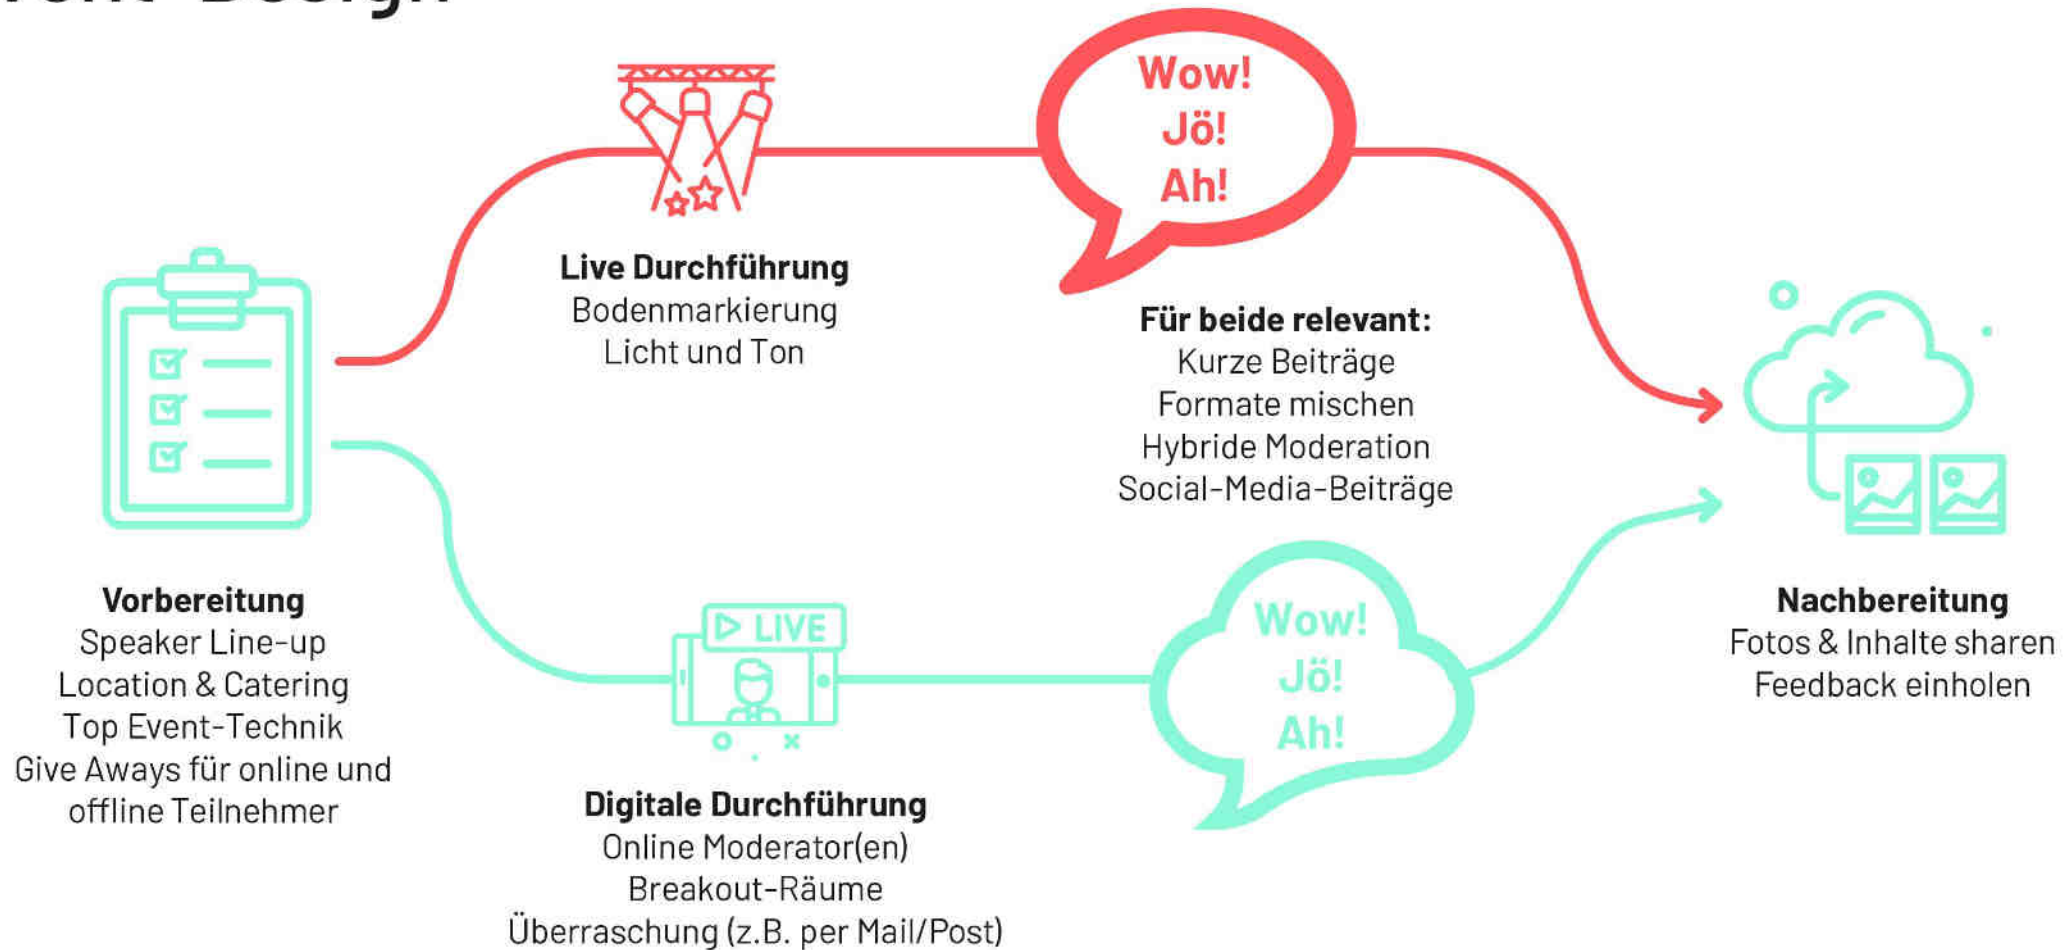 Design
Wow!
Jö!
Ah!
Live Durchführung
Bodenmarkierung
Licht und Ton
Für beide relevant:
Kurze Beiträge
Formate mischen
Hybride Moderation
Social-Media-Beiträge
Vorbereitung
Speaker Line-up
Location & Catering
Top Event-Technik
Give Aways für online und
offline Teilnehmer
LIVE
Digitale Durchführung
Online Moderator(en)
Breakout-Räume
Überraschung (z.B. per Mail/Post)
Wow!
Jö!
Ah!
Nachbereitung
Fotos & Inhalte sharen
Feedback einholen